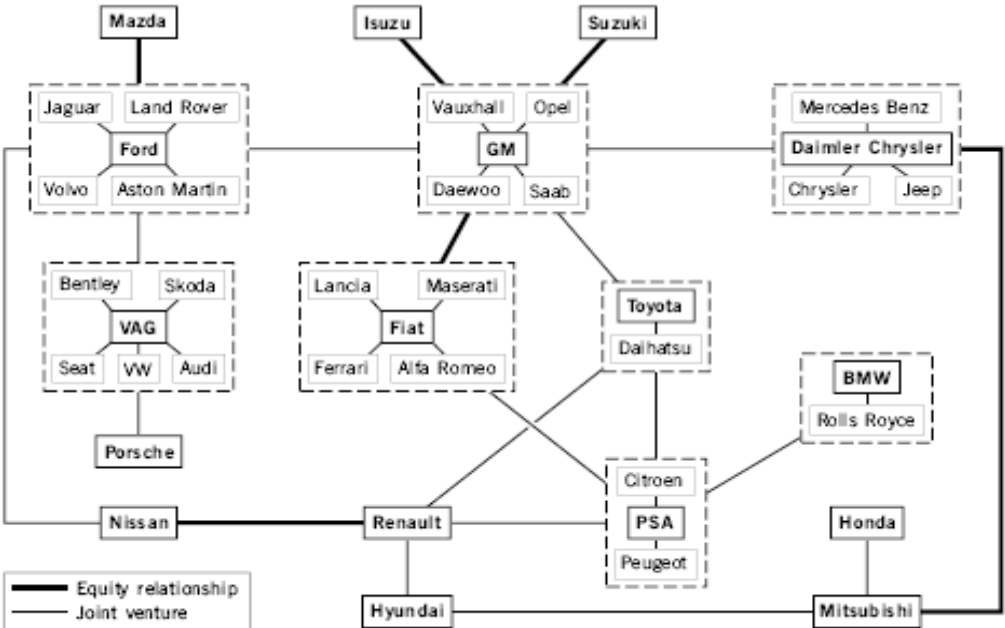 Mazda
Isuzu
Suzuki
Jaguar
Land Rover
Ford
Volvo
Aston Martin
Vauxhall
Opel
GM
Daewoo
Saab
Mercedes Benz
Daimler Chrysler
Chrysler
Jeep
Bentley
Skoda
VAG
Seat
VW
Audi
Lancia
Maserati
Fiat
Ferrari
Alfa Romeo
Toyota
Daihatsu
BMW
Rolls Royce
Porsche
Citroen
PSA
Peugeot
Nissan
Renault
Honda
Hyundai
Mitsubishi
Equity relationship
Joint venture